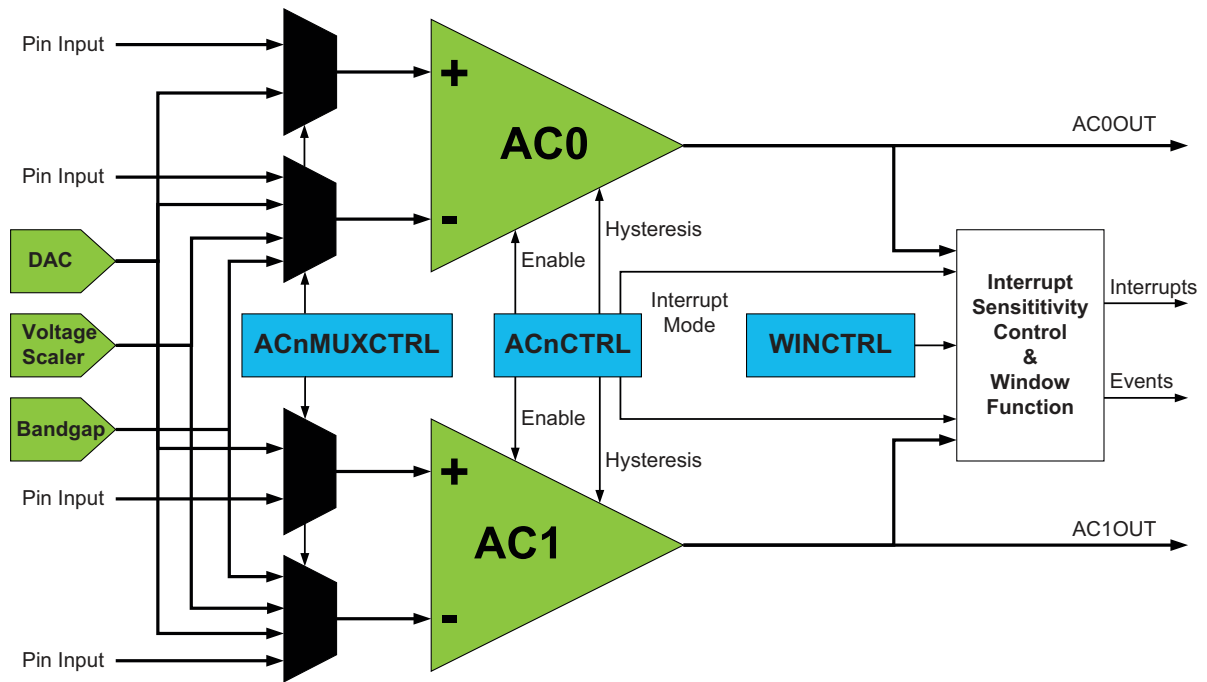 Pin Input
+
AC0
-
AC0OUT
Pin Input
DAC
Hysteresis
Enable
Voltage
Scaler
ACnMUXCTRL
ACnCTRL
Interrupt
Mode
WINCTRL
Interrupt
Sensititivity
Control
&
Window
Function
Interrupts
Events
Bandgap
Enable
Hysteresis
Pin Input
+
AC1
-
AC1OUT
Pin Input